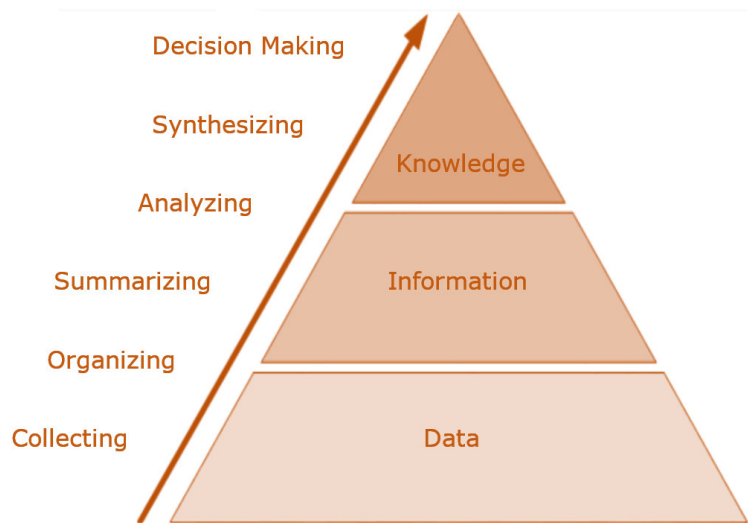 Decision Making
Synthesizing
Analyzing
Summarizing
Organizing
Collecting
Knowledge
Information
Data